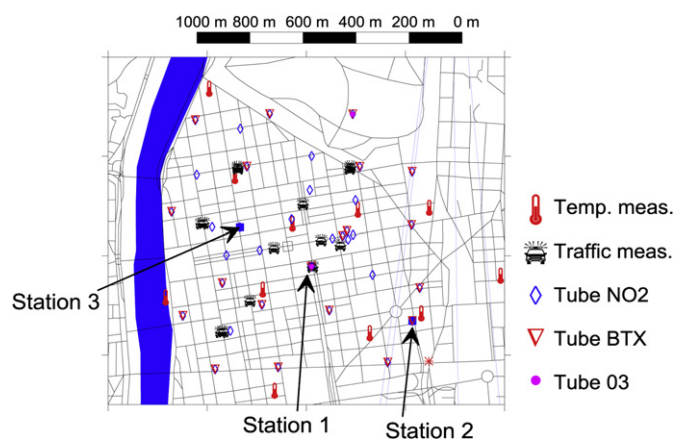 1000 m 800 m 600 m 400 m 200 m 0 m
Temp. meas.
Traffic meas.
Tube NO2
Station 3
Tube BTX
Tube 03
Station 1
Station 2